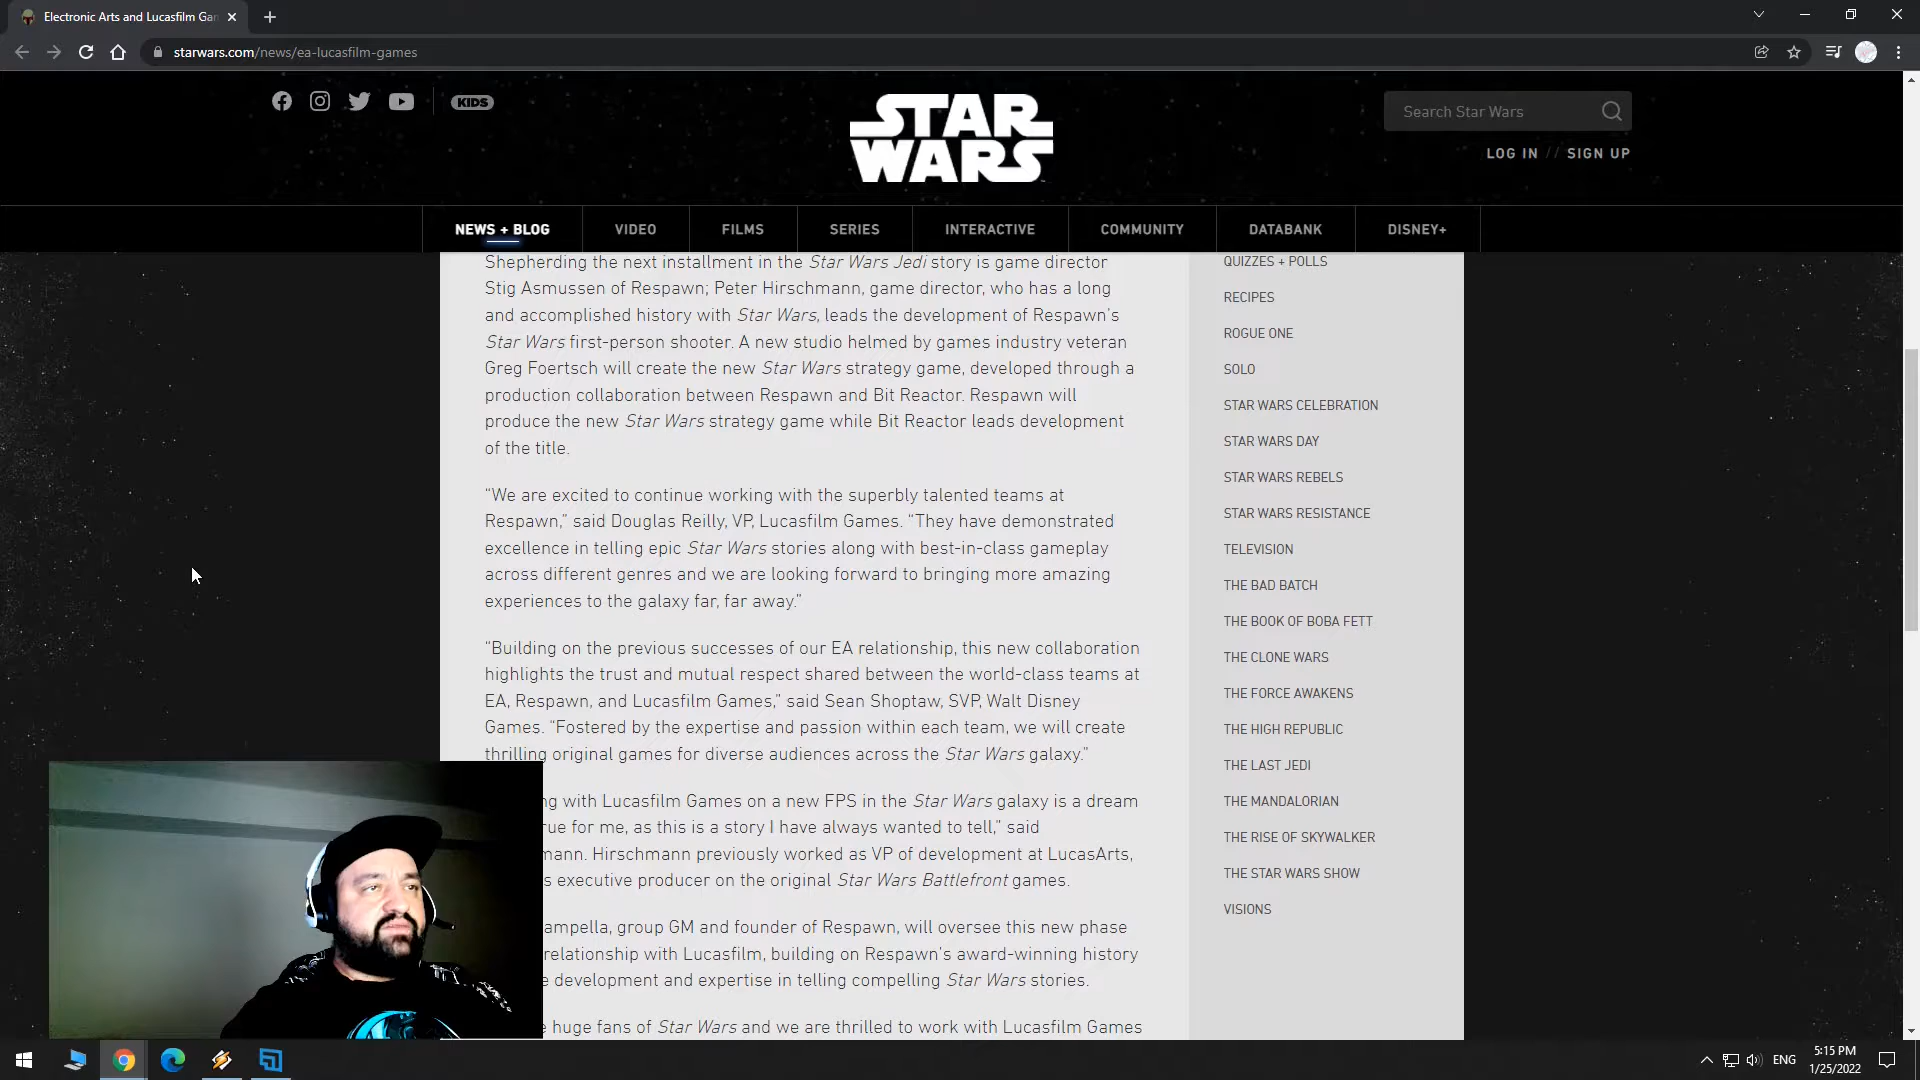 Electronic Arts and Lucasfilm Gam
starwars.com/news/ea-lucasfilm-games
KIDS
STAR
WARS
Search Star Wars
LOG IN // SIGN UP
NEWS + BLOG
VIDEO
FILMS
SERIES
INTERACTIVE
COMMUNITY
DATABANK
DISNEY+
Shepherding the next installment in the Star Wars Jedi story is game director
Stig Asmussen of Respawn; Peter Hirschmann, game director, who has a long
and accomplished history with Star Wars, leads the development of Respawn’s
Star Wars first-person shooter. A new studio helmed by games industry veteran
Greg Foertsch will create the new Star Wars strategy game, developed through a
production collaboration between Respawn and Bit Reactor. Respawn will
produce the new Star Wars strategy game while Bit Reactor leads development
of the title.
“We are excited to continue working with the superbly talented teams at
Respawn,” said Douglas Reilly, VP, Lucasfilm Games. “They have demonstrated
excellence in telling epic Star Wars stories along with best-in-class gameplay
across different genres and we are looking forward to bringing more amazing
experiences to the galaxy far, far away.”
“Building on the previous successes of our EA relationship, this new collaboration
highlights the trust and mutual respect shared between the world-class teams at
EA, Respawn, and Lucasfilm Games,” said Sean Shoptaw, SVP, Walt Disney
Games. “Fostered by the expertise and passion within each team, we will create
thrilling original games for diverse audiences across the Star Wars galaxy.”
ng with Lucasfilm Games on a new FPS in the Star Wars galaxy is a dream
rue for me, as this is a story I have always wanted to tell,” said
mann. Hirschmann previously worked as VP of development at LucasArts,
s executive producer on the original Star Wars Battlefront games.
ampella, group GM and founder of Respawn, will oversee this new phase
relationship with Lucasfilm, building on Respawn’s award-winning history
e development and expertise in telling compelling Star Wars stories.
e huge fans of Star Wars and we are thrilled to work with Lucasfilm Games
QUIZZES + POLLS
RECIPES
ROGUE ONE
SOLO
STAR WARS CELEBRATION
STAR WARS DAY
STAR WARS REBELS
STAR WARS RESISTANCE
TELEVISION
THE BAD BATCH
THE BOOK OF BOBA FETT
THE CLONE WARS
THE FORCE AWAKENS
THE HIGH REPUBLIC
THE LAST JEDI
THE MANDALORIAN
THE RISE OF SKYWALKER
THE STAR WARS SHOW
VISIONS
ENG
5:15 PM
1/25/2022